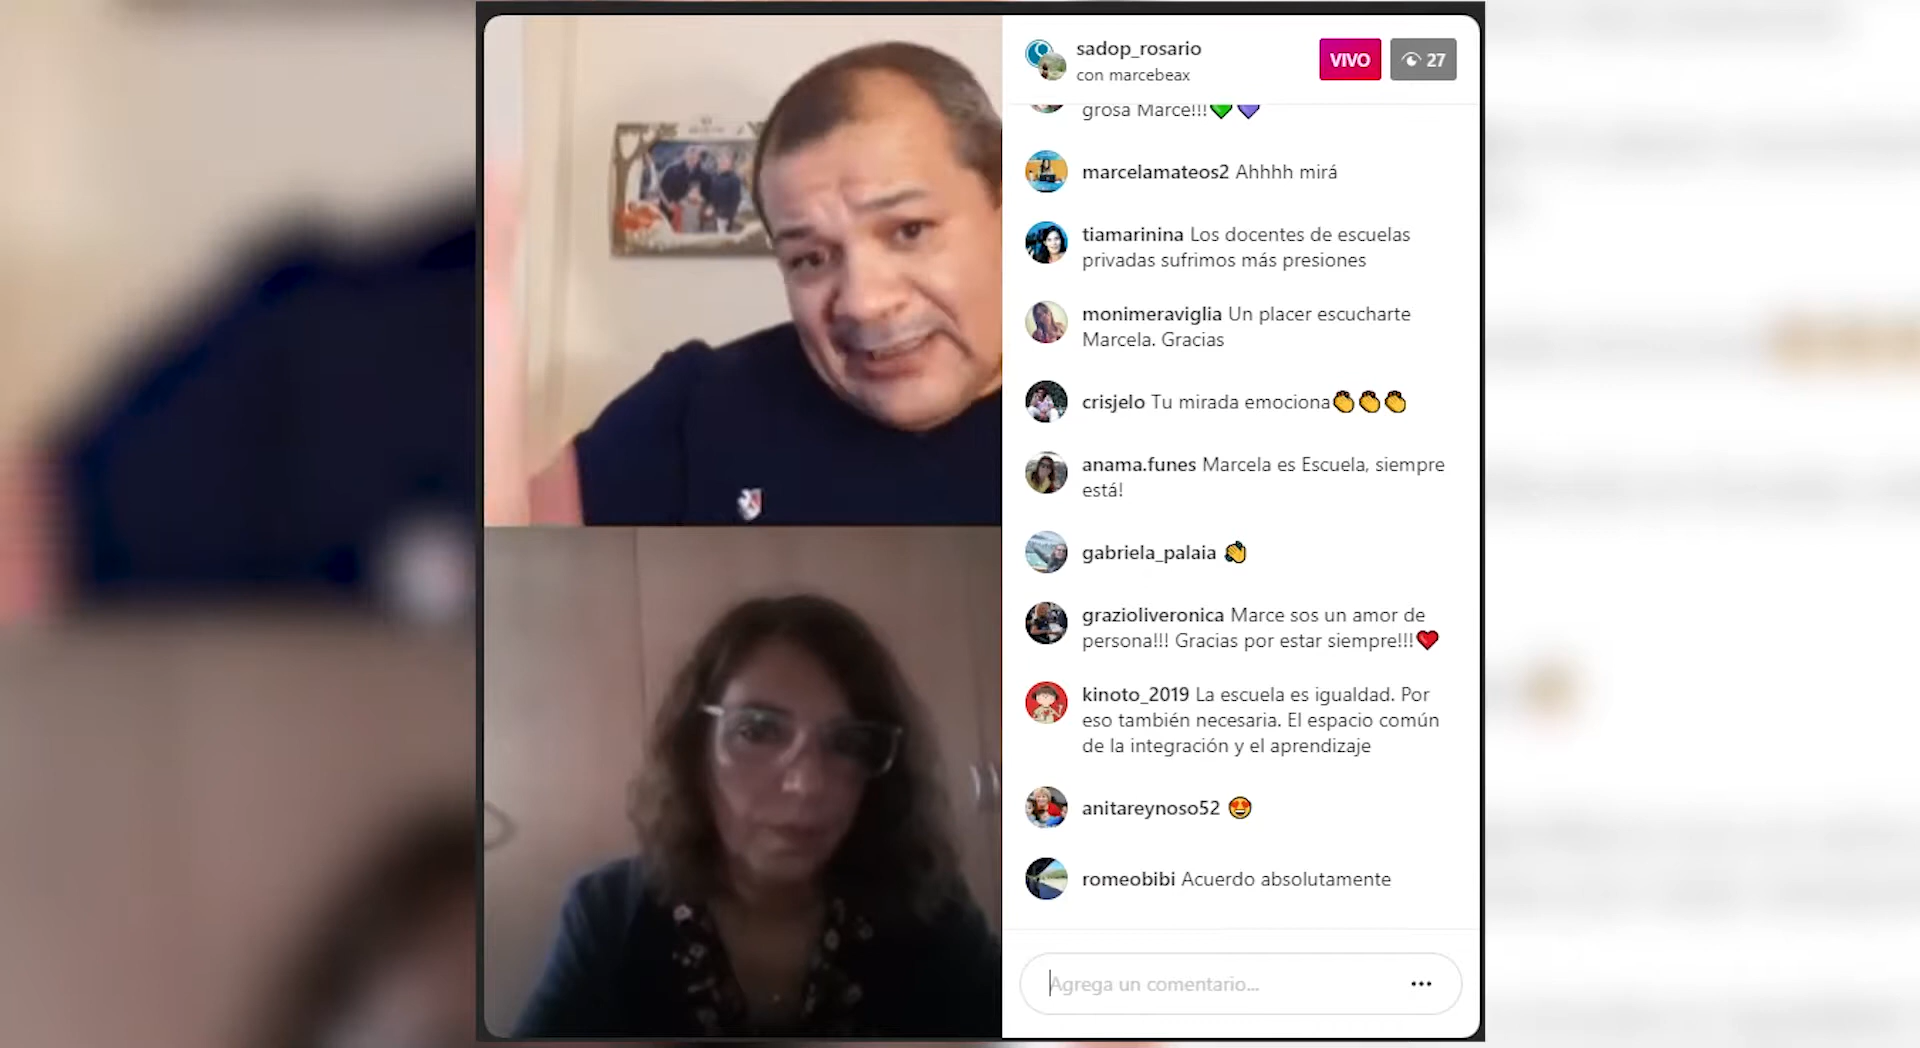 sadop_rosario
con marcebeax
VIVO
27
grosa Marce!!!💚💜
marcelamateos2 Ahhhh mirá
tiamarinina Los docentes de escuelas
privadas sufrimos más presiones
monimeraviglia Un placer escucharte
Marcela. Gracias
crisjelo Tu mirada emociona👏👏👏
anama.funes Marcela es Escuela, siempre
está!
gabriela_palaia 👏
grazioliveronica Marce sos un amor de
persona!!! Gracias por estar siempre!!!❤️
kinoto_2019 La escuela es igualdad. Por
eso también necesaria. El espacio común
de la integración y el aprendizaje
anitareynoso52 😍
romeobibi Acuerdo absolutamente
Agrega un comentario...